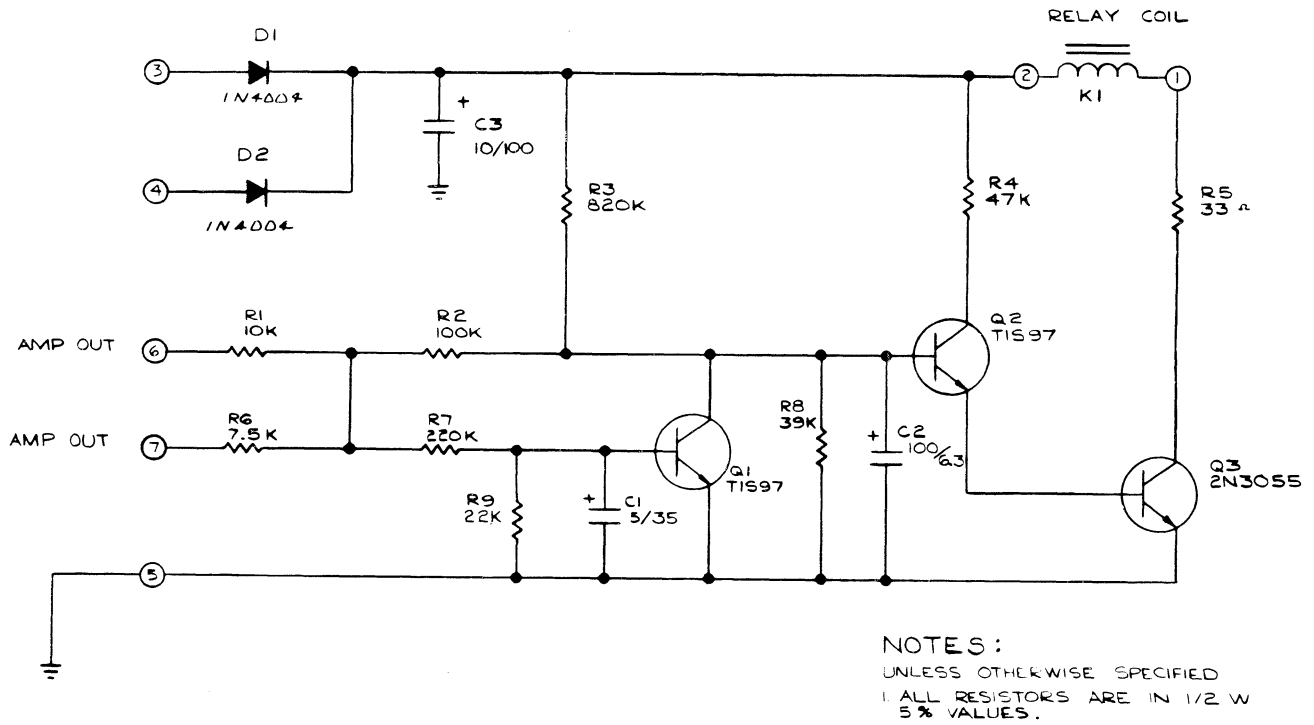 RELAY COIL
D1
3
1N4004
2
1
K1
+
C3
10/100
D2
4
1N4004
R3
820K
R4
47K
R5
33 Ω
Q2
TIS97
R1
10K
R2
100K
AMP OUT
6
R6
7.5K
R7
220K
R8
39K
AMP OUT
7
+
C2
100/6.3
Q1
TIS97
Q3
2N3055
R9
22K
+
C1
5/35
5
NOTES:
UNLESS OTHERWISE SPECIFIED
1. ALL RESISTORS ARE IN 1/2 W
5% VALUES.